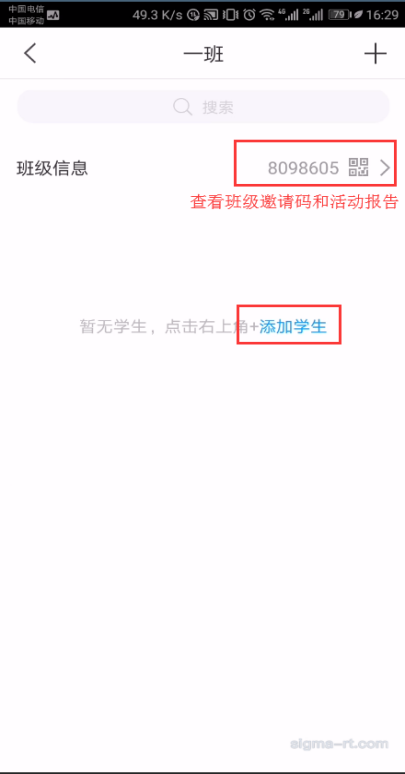 中国电信
中国移动
49.3 K/s 4G 2G 79 16:29
一班
搜索
班级信息 8098605
查看班级邀请码和活动报告
暂无学生，点击右上角+添加学生
sigma-rt.com